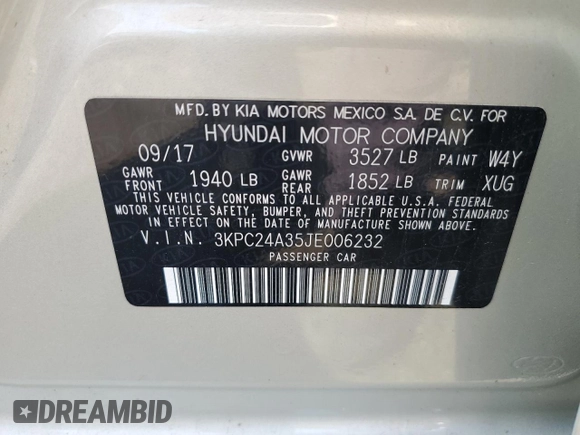 MFD. BY KIA MOTORS MEXICO S.A. DE C.V. FOR
HYUNDAI MOTOR COMPANY
09/17 GVWR 3527 LB PAINT W4Y
GAWR FRONT 1940 LB GAWR REAR 1852 LB TRIM XUG
THIS VEHICLE CONFORMS TO ALL APPLICABLE U.S.A. FEDERAL
MOTOR VEHICLE SAFETY, BUMPER, AND THEFT PREVENTION STANDARDS
IN EFFECT ON THE DATE OF MANUFACTURE SHOWN ABOVE.
V.I.N. 3KPC24A35JE006232
PASSENGER CAR
DREAMBID